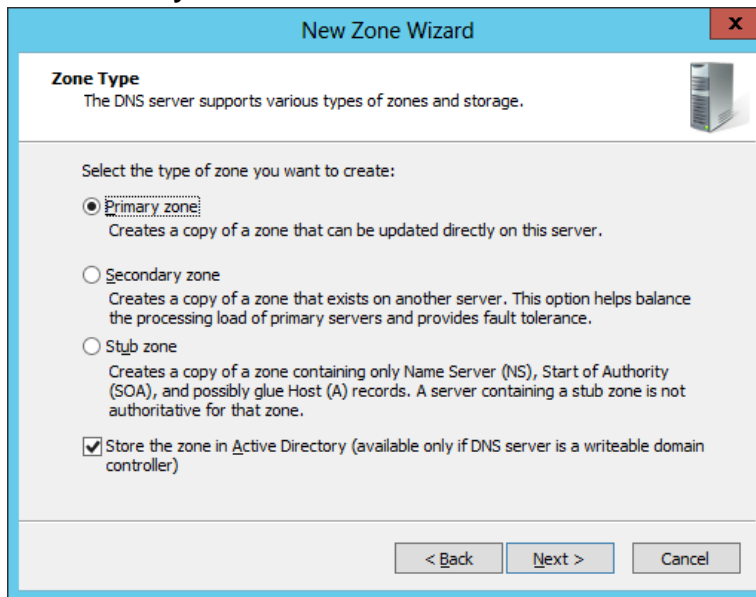 New Zone Wizard
x
Zone Type
The DNS server supports various types of zones and storage.
Select the type of zone you want to create:
Primary zone
Creates a copy of a zone that can be updated directly on this server.
Secondary zone
Creates a copy of a zone that exists on another server. This option helps balance
the processing load of primary servers and provides fault tolerance.
Stub zone
Creates a copy of a zone containing only Name Server (NS), Start of Authority
(SOA), and possibly glue Host (A) records. A server containing a stub zone is not
authoritative for that zone.
Store the zone in Active Directory (available only if DNS server is a writeable domain
controller)
< Back Next > Cancel